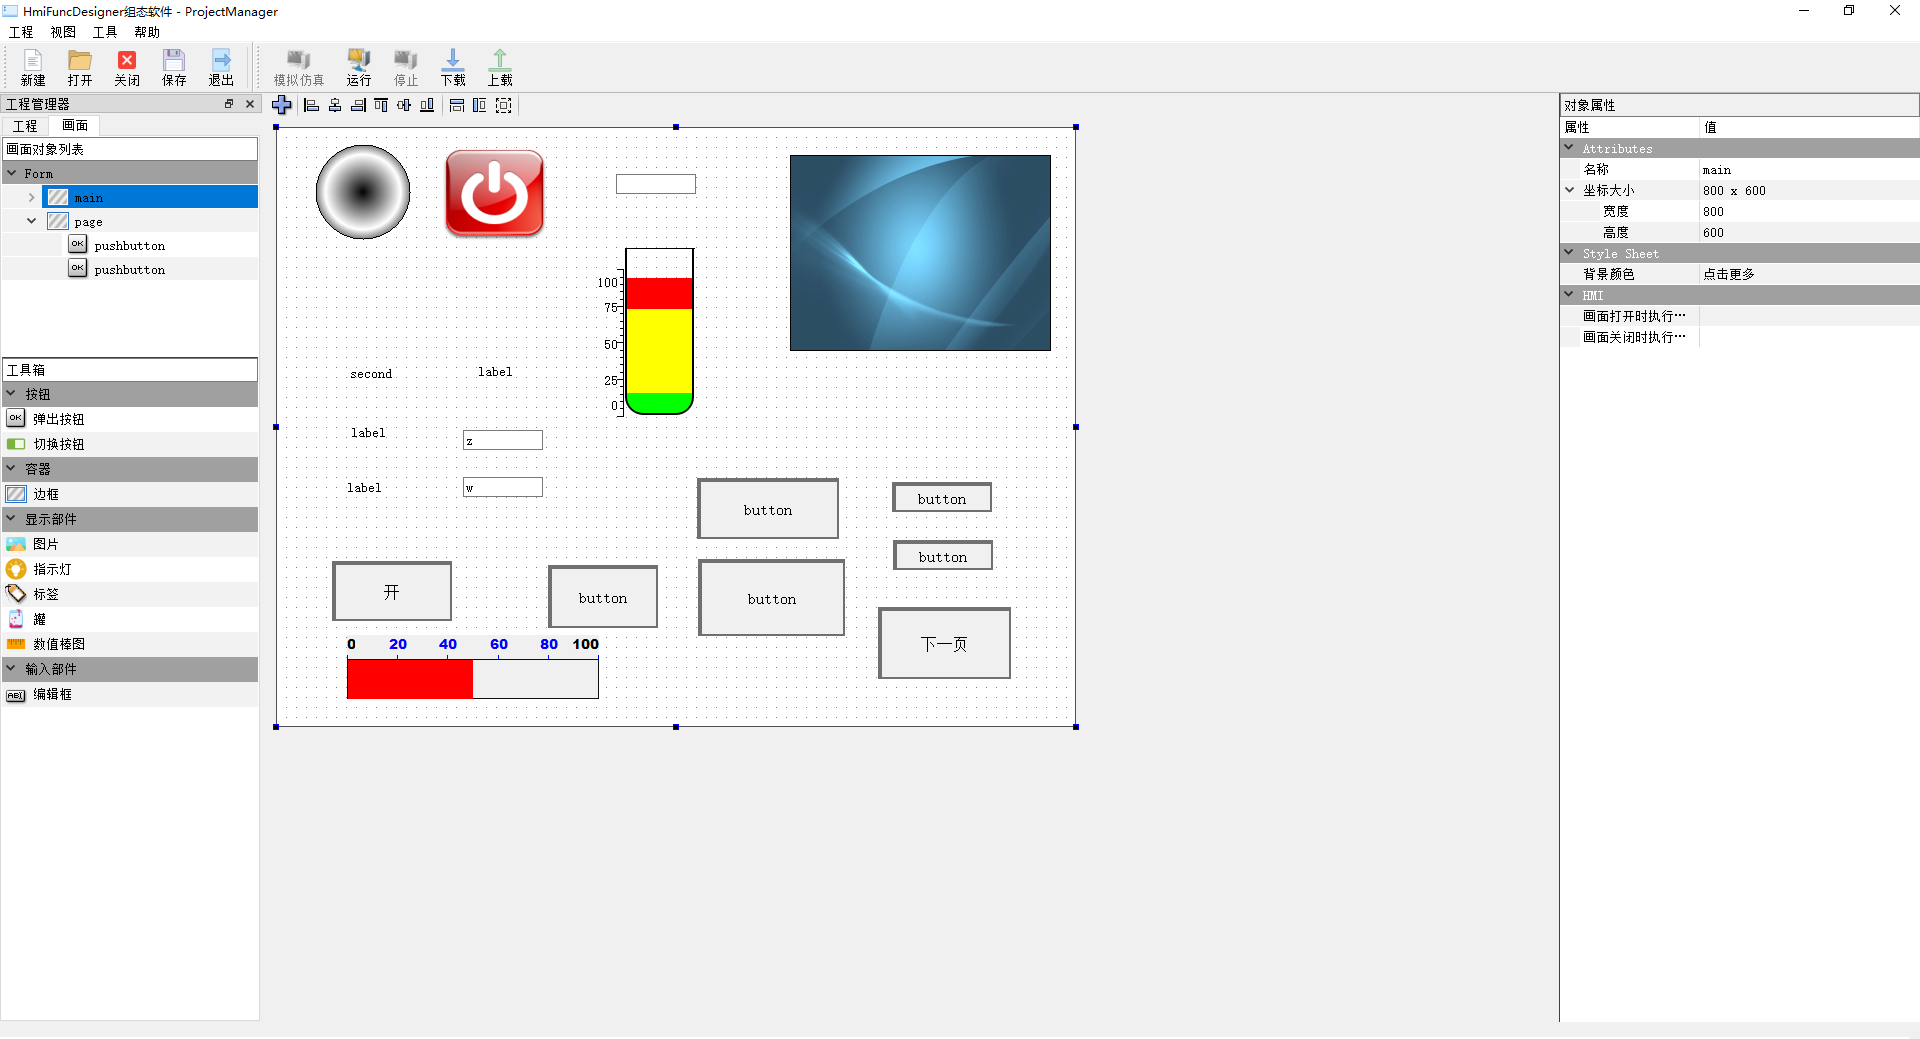 HmiFuncDesigner组态软件 - ProjectManager
工程 视图 工具 帮助
新建 打开 关闭 保存 退出 模拟仿真 运行 停止 下载 上载
工程管理器
工程 画面
画面对象列表
Form
main
page
OK pushbutton
OK pushbutton
工具箱
按钮
OK 弹出按钮
切换按钮
容器
边框
显示部件
图片
指示灯
标签
罐
数值棒图
输入部件
ABI 编辑框
100
75
50
25
0
second label
label z
label w
button button
button
开 button button
下一页
0 20 40 60 80 100
对象属性
属性 值
Attributes
名称 main
坐标大小 800 x 600
宽度 800
高度 600
Style Sheet
背景颜色 点击更多
HMI
画面打开时执行…
画面关闭时执行…